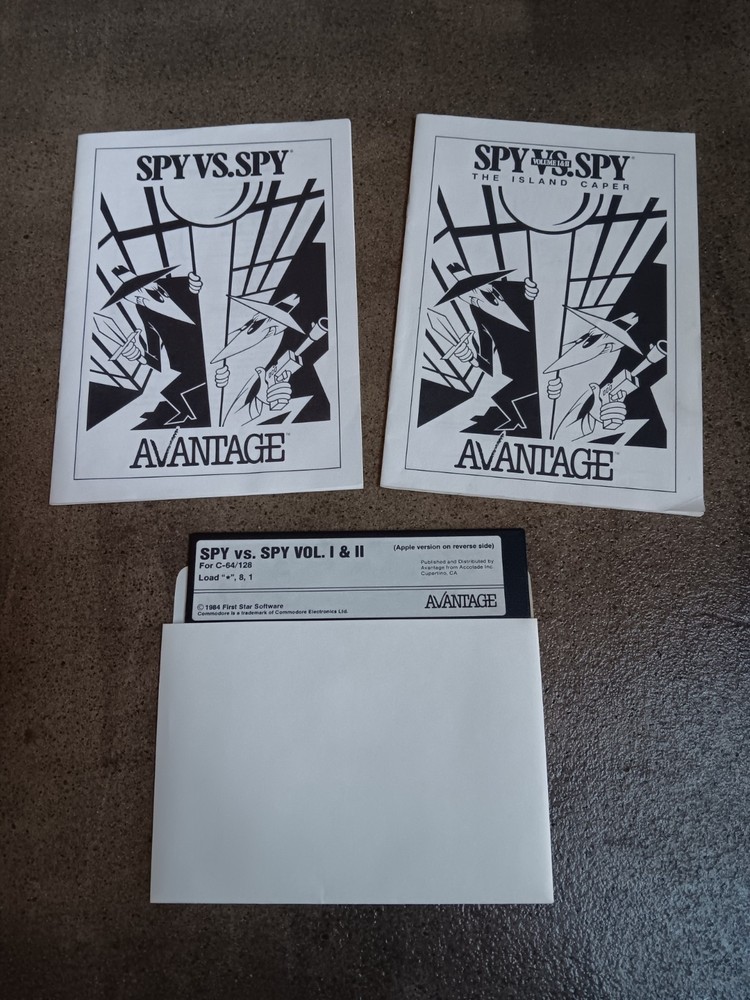 SPY VS. SPY®
AVANTAGE™
SPY VS. SPY®
VOLUME I & II
THE ISLAND CAPER
AVANTAGE™
SPY vs. SPY VOL. I & II
(Apple version on reverse side)
For C-64/128
Load "*", 8, 1
Published and Distributed by
Avantage from Accolade Inc.
Cupertino, CA
© 1984 First Star Software
Commodore is a trademark of Commodore Electronics Ltd.
AVANTAGE